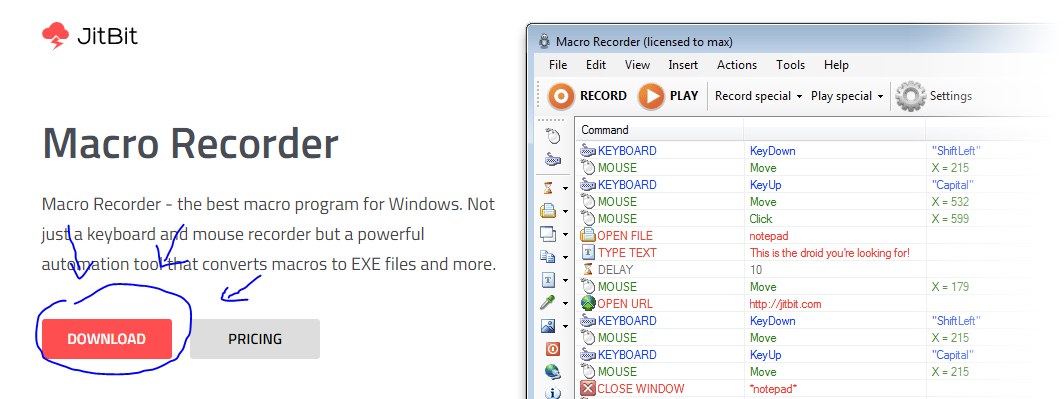 JitBit
Macro Recorder
Macro Recorder - the best macro program for Windows. Not
just a keyboard and mouse recorder but a powerful
automation tool that converts macros to EXE files and more.
DOWNLOAD
PRICING
Macro Recorder (licensed to max)
File Edit View Insert Actions Tools Help
RECORD PLAY Record special Play special Settings
Command
KEYBOARD KeyDown "ShiftLeft"
MOUSE Move X = 215
KEYBOARD KeyUp "Capital"
MOUSE Move X = 532
MOUSE Click X = 599
OPEN FILE notepad
TYPE TEXT This is the droid you're looking for!
DELAY 10
MOUSE Move X = 179
OPEN URL http://jitbit.com
KEYBOARD KeyDown "ShiftLeft"
MOUSE Move X = 215
KEYBOARD KeyUp "Capital"
MOUSE Move X = 215
CLOSE WINDOW *notepad*